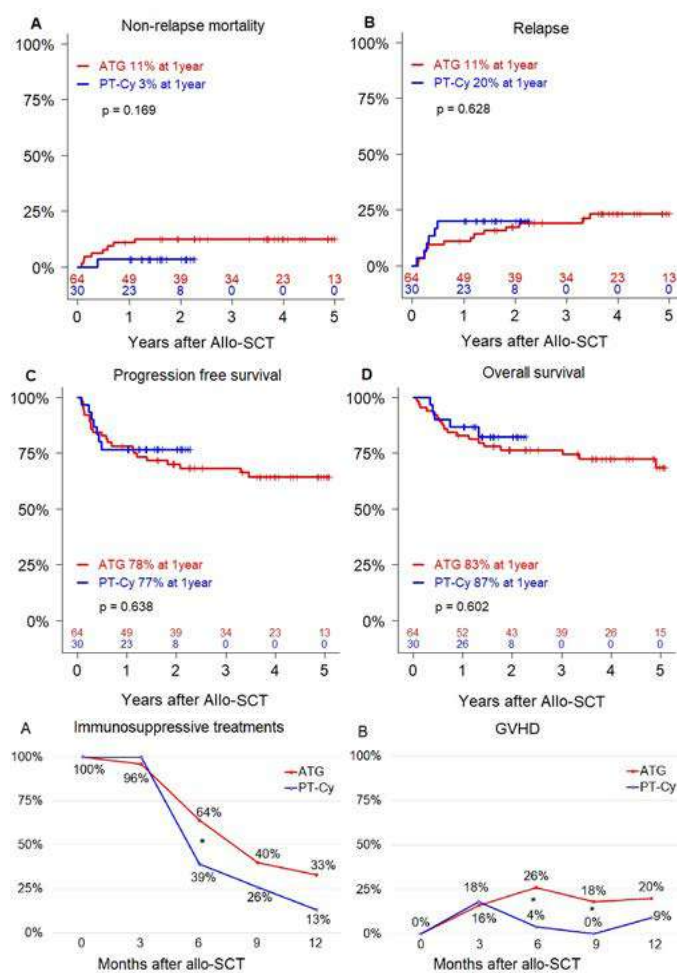 A Non-relapse mortality
100%
75%
50%
25%
0%
ATG 11% at 1year
PT-Cy 3% at 1year
p = 0.169
64 49 39 34 23 13
30 23 8 0 0 0
0 1 2 3 4 5
Years after Allo-SCT
B Relapse
100%
75%
50%
25%
0%
ATG 11% at 1year
PT-Cy 20% at 1year
p = 0.628
64 49 39 34 23 13
30 23 8 0 0 0
0 1 2 3 4 5
Years after Allo-SCT
C Progression free survival
100%
75%
50%
25%
0%
ATG 78% at 1year
PT-Cy 77% at 1year
p = 0.638
64 49 39 34 23 13
30 23 8 0 0 0
0 1 2 3 4 5
Years after Allo-SCT
D Overall survival
100%
75%
50%
25%
0%
ATG 83% at 1year
PT-Cy 87% at 1year
p = 0.602
64 52 43 39 26 15
30 26 8 0 0 0
0 1 2 3 4 5
Years after Allo-SCT
A Immunosuppressive treatments
100%
75%
50%
25%
0%
ATG
PT-Cy
100% 96% 64% 40% 33%
*
39% 26% 13%
0 3 6 9 12
Months after allo-SCT
B GVHD
100%
75%
50%
25%
0%
ATG
PT-Cy
26%
18% 18% 20%
* *
0% 16% 4% 0% 9%
0 3 6 9 12
Months after allo-SCT